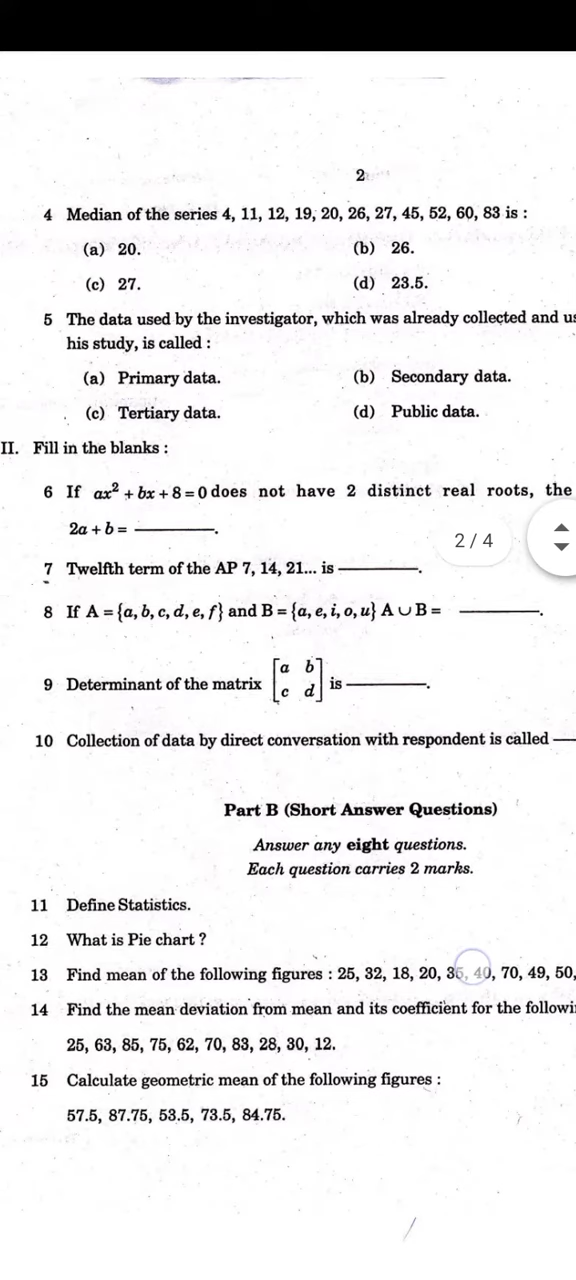 2
4 Median of the series 4, 11, 12, 19, 20, 26, 27, 45, 52, 60, 83 is :
(a) 20. (b) 26.
(c) 27. (d) 23.5.
5 The data used by the investigator, which was already collected and us
his study, is called :
(a) Primary data. (b) Secondary data.
(c) Tertiary data. (d) Public data.
II. Fill in the blanks :
6 If ax² + bx + 8 = 0 does not have 2 distinct real roots, the
2a + b = ———.
2 / 4
7 Twelfth term of the AP 7, 14, 21... is ———.
8 If A = {a, b, c, d, e, f} and B = {a, e, i, o, u} A ∪ B = ———.
9 Determinant of the matrix [a b
c d] is ———.
10 Collection of data by direct conversation with respondent is called —
Part B (Short Answer Questions)
Answer any eight questions.
Each question carries 2 marks.
11 Define Statistics.
12 What is Pie chart ?
13 Find mean of the following figures : 25, 32, 18, 20, 35, 40, 70, 49, 50,
14 Find the mean deviation from mean and its coefficient for the followi
25, 63, 85, 75, 62, 70, 83, 28, 30, 12.
15 Calculate geometric mean of the following figures :
57.5, 87.75, 53.5, 73.5, 84.75.